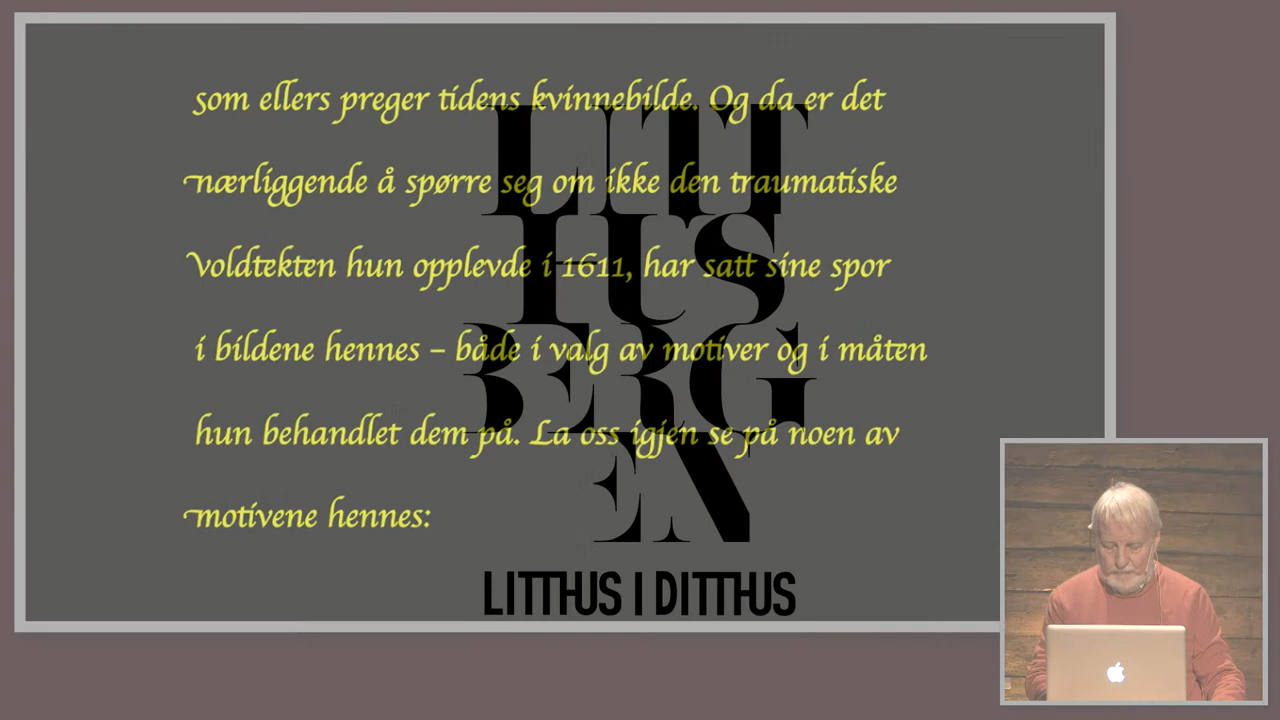 som ellers preger tidens kvinnebilde. Og da er det
nærliggende å spørre seg om ikke den traumatiske
voldtekten hun opplevde i 1611, har satt sine spor
i bildene hennes – både i valg av motiver og i måten
hun behandlet dem på. La oss igjen se på noen av
motivene hennes:
LITT
HUS
BERG
EN
LITTHUS I DITTHUS